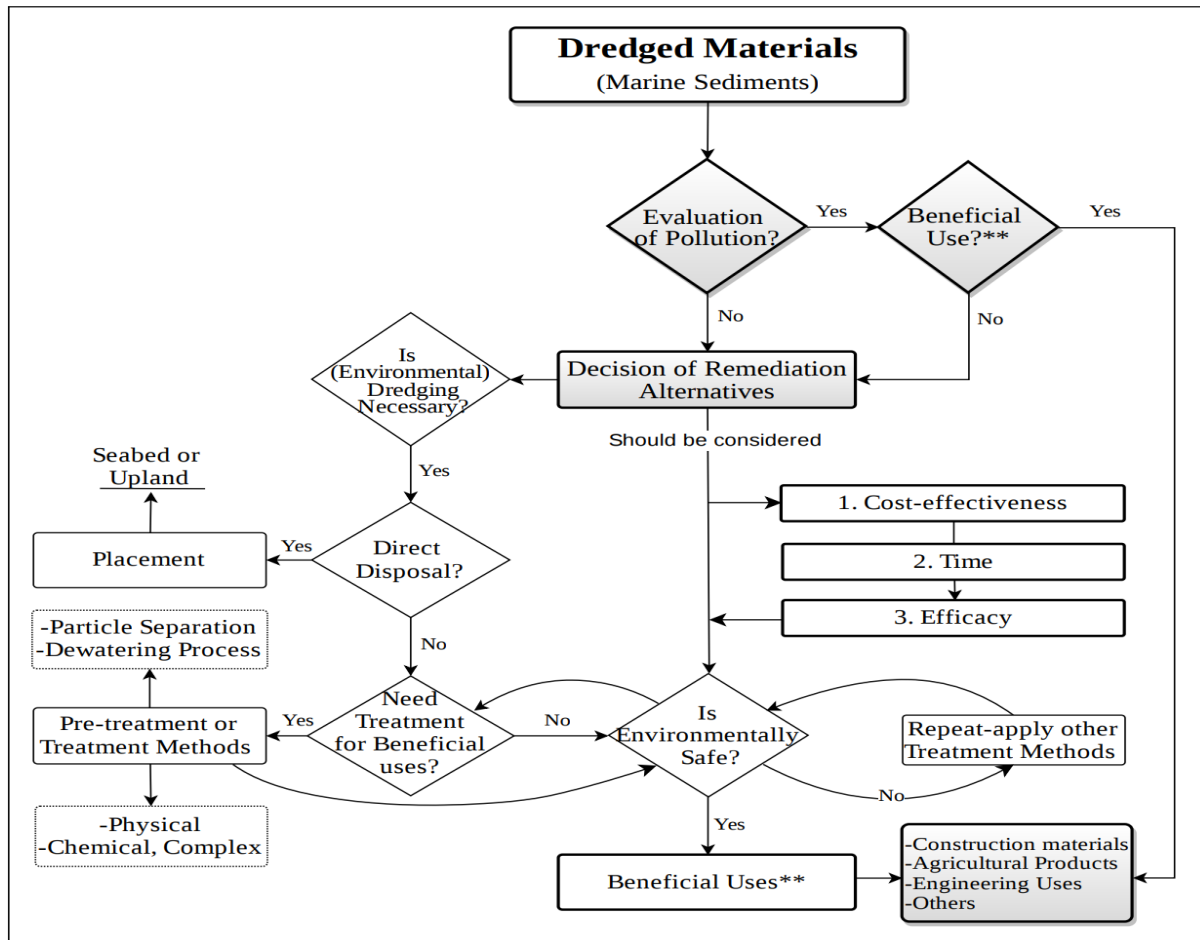 Dredged Materials
(Marine Sediments)
Evaluation
of Pollution?
Yes
Beneficial
Use?**
Yes
No
No
Is
(Environmental)
Dredging
Necessary?
Decision of Remediation
Alternatives
Should be considered
Yes
Seabed or
Upland
1. Cost-effectiveness
Placement
Yes
Direct
Disposal?
2. Time
3. Efficacy
-Particle Separation
-Dewatering Process
No
Pre-treatment or
Treatment Methods
Yes
Need
Treatment
for Beneficial
uses?
No
Is
Environmentally
Safe?
Repeat-apply other
Treatment Methods
No
-Physical
-Chemical, Complex
Yes
Beneficial Uses**
-Construction materials
-Agricultural Products
-Engineering Uses
-Others